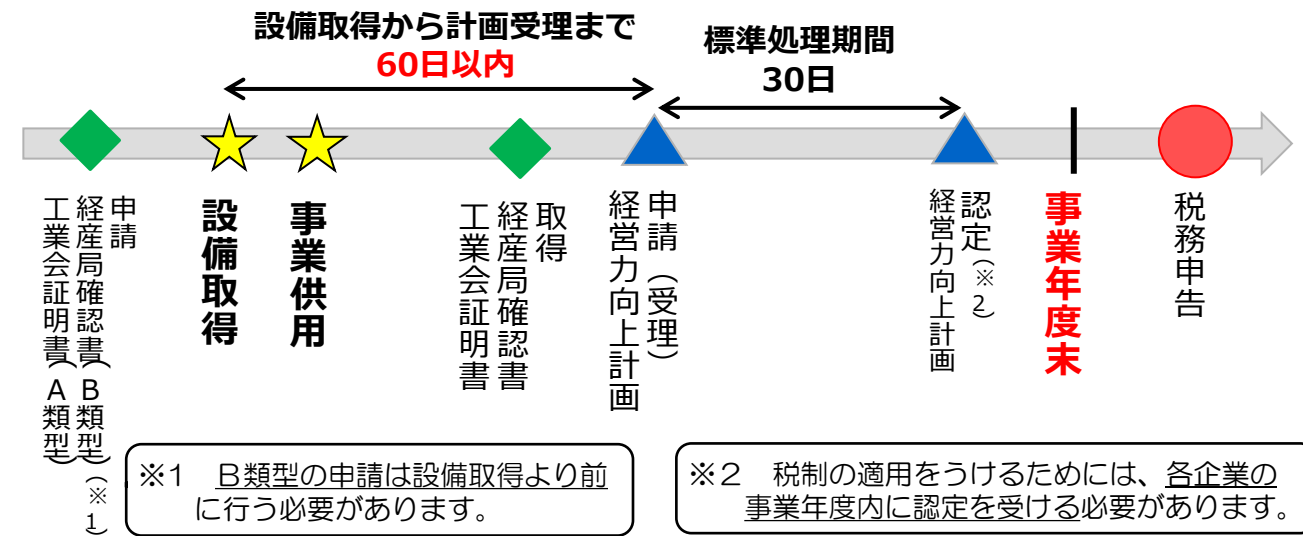 設備取得から計画受理まで
60日以内
標準処理期間
30日
申請
経産局確認書(B類型)(※1)
工業会証明書(A類型)
設備取得
事業供用
取得
経産局確認書
工業会証明書
申請(受理)
経営力向上計画
認定(※2)
経営力向上計画
事業年度末
税務申告
※1 B類型の申請は設備取得より前
に行う必要があります。
※2 税制の適用をうけるためには、各企業の
事業年度内に認定を受ける必要があります。